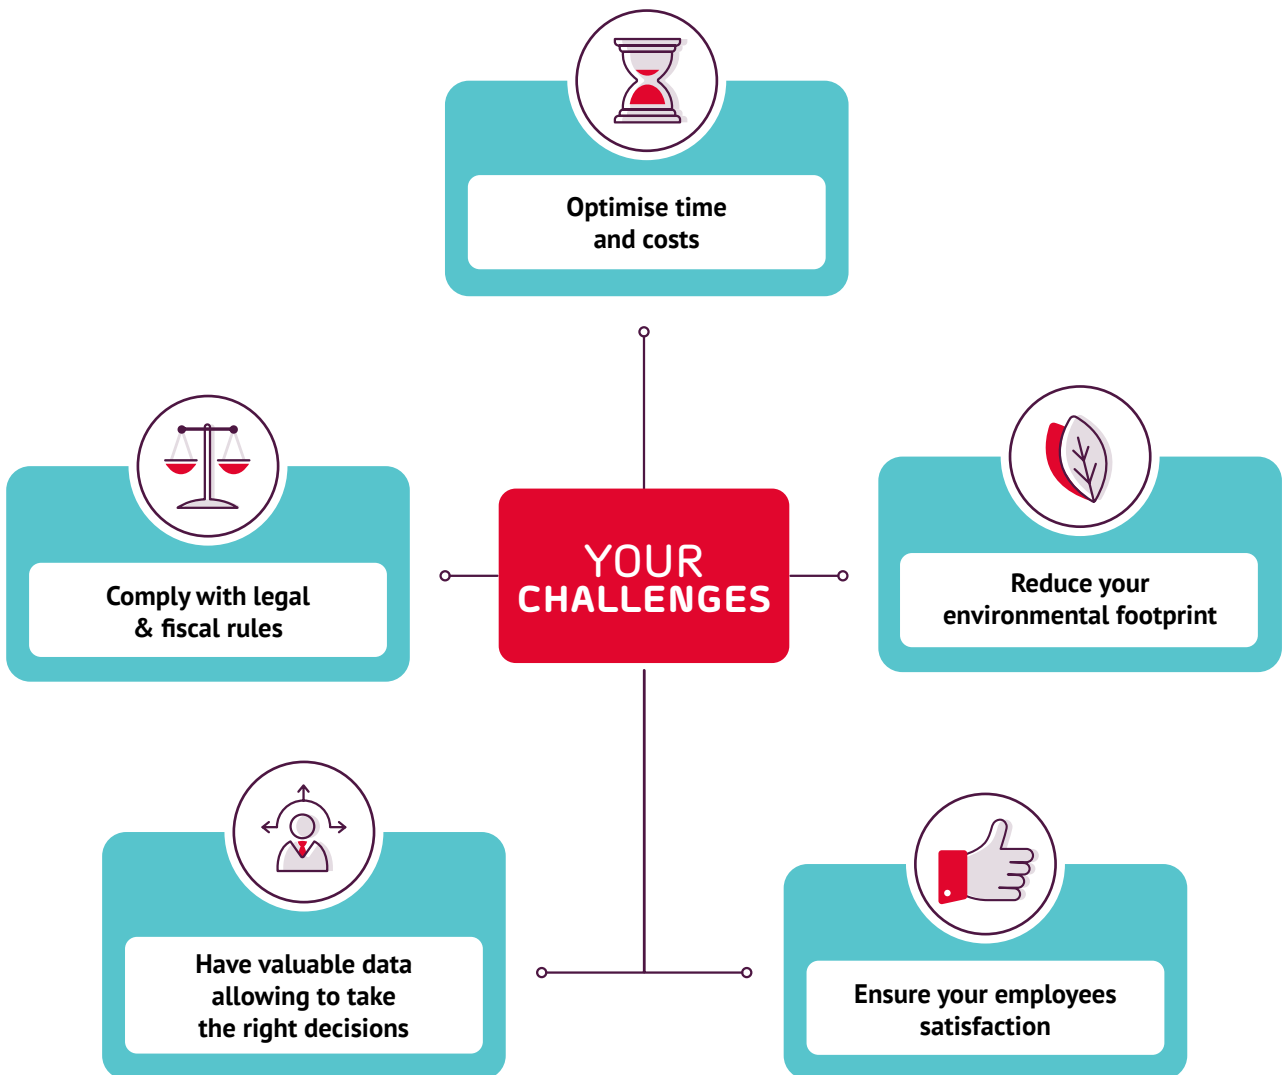 Optimise time
and costs
Comply with legal
& fiscal rules
YOUR
CHALLENGES
Reduce your
environmental footprint
Have valuable data
allowing to take
the right decisions
Ensure your employees
satisfaction